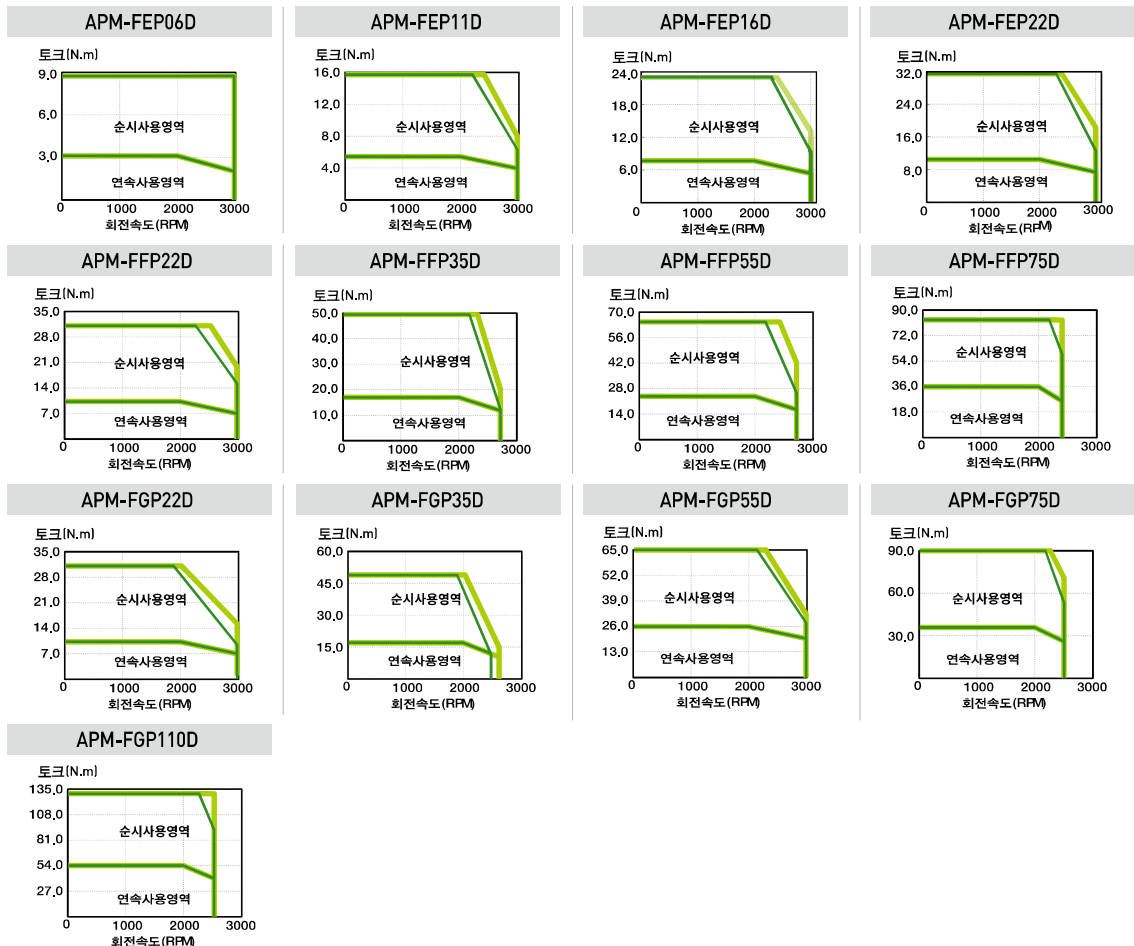 APM-FEP06D
토크(N.m)
9.0
6.0
3.0
순시사용영역
연속사용영역
0 1000 2000 3000
회전속도(RPM)
APM-FEP11D
토크(N.m)
16.0
12.0
8.0
4.0
순시사용영역
연속사용영역
0 1000 2000 3000
회전속도(RPM)
APM-FEP16D
토크(N.m)
24.0
18.0
12.0
6.0
순시사용영역
연속사용영역
0 1000 2000 3000
회전속도(RPM)
APM-FEP22D
토크(N.m)
32.0
24.0
16.0
8.0
순시사용영역
연속사용영역
0 1000 2000 3000
회전속도(RPM)
APM-FFP22D
토크(N.m)
35.0
28.0
21.0
14.0
7.0
순시사용영역
연속사용영역
0 1000 2000 3000
회전속도(RPM)
APM-FFP35D
토크(N.m)
50.0
40.0
30.0
20.0
10.0
순시사용영역
연속사용영역
0 1000 2000 3000
회전속도(RPM)
APM-FFP55D
토크(N.m)
70.0
56.0
42.0
28.0
14.0
순시사용영역
연속사용영역
0 1000 2000 3000
회전속도(RPM)
APM-FFP75D
토크(N.m)
90.0
72.0
54.0
36.0
18.0
순시사용영역
연속사용영역
0 1000 2000 3000
회전속도(RPM)
APM-FGP22D
토크(N.m)
35.0
28.0
21.0
14.0
7.0
순시사용영역
연속사용영역
0 1000 2000 3000
회전속도(RPM)
APM-FGP35D
토크(N.m)
60.0
45.0
30.0
15.0
순시사용영역
연속사용영역
0 1000 2000 3000
회전속도(RPM)
APM-FGP55D
토크(N.m)
65.0
52.0
39.0
26.0
13.0
순시사용영역
연속사용영역
0 1000 2000 3000
회전속도(RPM)
APM-FGP75D
토크(N.m)
90.0
60.0
30.0
순시사용영역
연속사용영역
0 1000 2000 3000
회전속도(RPM)
APM-FGP110D
토크(N.m)
135.0
108.0
81.0
54.0
27.0
순시사용영역
연속사용영역
0 1000 2000 3000
회전속도(RPM)